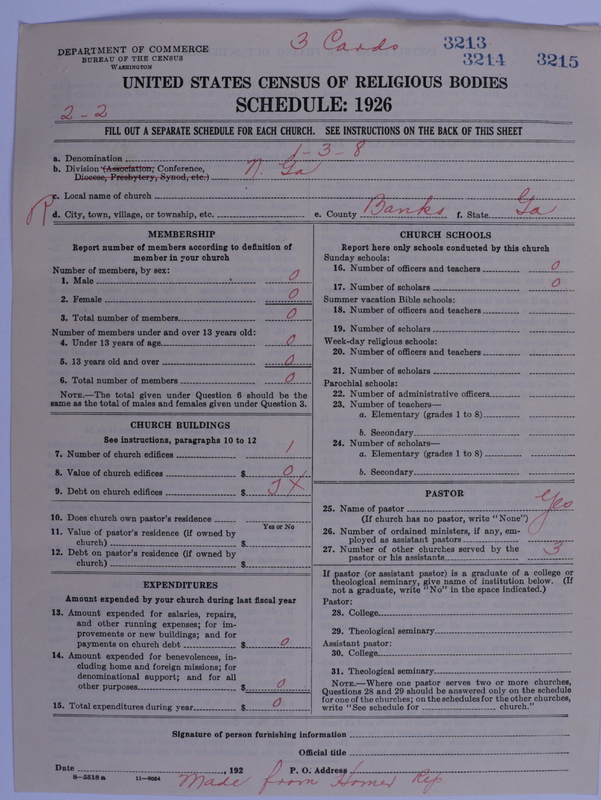 3 Cards
3213
3214
3215
DEPARTMENT OF COMMERCE
BUREAU OF THE CENSUS
WASHINGTON
UNITED STATES CENSUS OF RELIGIOUS BODIES
SCHEDULE: 1926
2-2
FILL OUT A SEPARATE SCHEDULE FOR EACH CHURCH. SEE INSTRUCTIONS ON THE BACK OF THIS SHEET
a. Denomination 1-3-8
b. Division (Association, Conference,
Diocese, Presbytery, Synod, etc.) N. Ga
c. Local name of church
d. City, town, village, or township, etc. e. County Banks f. State Ga
MEMBERSHIP
Report number of members according to definition of
member in your church
Number of members, by sex:
1. Male 0
2. Female 0
3. Total number of members 0
Number of members under and over 13 years old:
4. Under 13 years of age 0
5. 13 years old and over 0
6. Total number of members 0
NOTE.—The total given under Question 6 should be
same as the total of males and females given under Question 3.
CHURCH BUILDINGS
See instructions, paragraphs 10 to 12
7. Number of church edifices 1
8. Value of church edifices $ 0
9. Debt on church edifices $ JX
10. Does church own pastor's residence
Yes or No
11. Value of pastor's residence (if owned by
church) $
12. Debt on pastor's residence (if owned by
church) $
EXPENDITURES
Amount expended by your church during last fiscal year
13. Amount expended for salaries, repairs,
and other running expenses; for im-
provements or new buildings; and for
payments on church debt $ 0
14. Amount expended for benevolences, in-
cluding home and foreign missions; for
denominational support; and for all
other purposes $ 0
15. Total expenditures during year $ 0
CHURCH SCHOOLS
Report here only schools conducted by this church
Sunday schools:
16. Number of officers and teachers 0
17. Number of scholars 0
Summer vacation Bible schools:
18. Number of officers and teachers
19. Number of scholars
Week-day religious schools:
20. Number of officers and teachers
21. Number of scholars
Parochial schools:
22. Number of administrative officers
23. Number of teachers—
a. Elementary (grades 1 to 8)
b. Secondary
24. Number of scholars—
a. Elementary (grades 1 to 8)
b. Secondary
PASTOR
25. Name of pastor Yes
(If church has no pastor, write "None")
26. Number of ordained ministers, if any, em-
ployed as assistant pastors
27. Number of other churches served by the
pastor or his assistants 3
If pastor (or assistant pastor) is a graduate of a college or
theological seminary, give name of institution below. (If
not a graduate, write "No" in the space indicated.)
Pastor:
28. College
29. Theological seminary
Assistant pastor:
30. College
31. Theological seminary
NOTE.—Where one pastor serves two or more churches,
Questions 28 and 29 should be answered only on the schedule
for one of the churches; on the schedules for the other churches,
write "See schedule for church."
Signature of person furnishing information
Official title
Date , 192 P. O. Address
8—5518a 11—9034
Made from Homer Rep